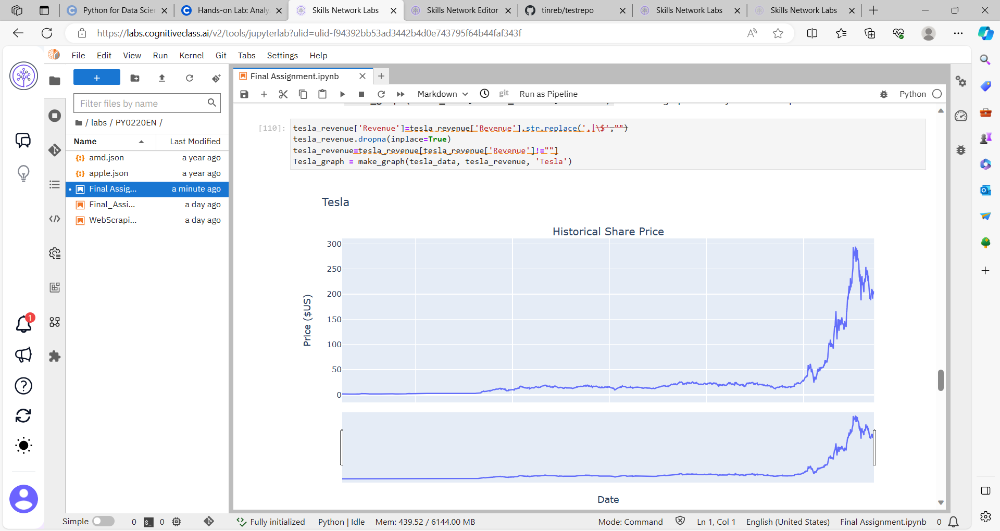 Python for Data Scien
Hands-on Lab: Analy
Skills Network Labs
Skills Network Editor
tinreb/testrepo
Skills Network Labs
Skills Network Labs
https://labs.cognitiveclass.ai/v2/tools/jupyterlab?ulid=ulid-f94392bb53ad3442b4d0e743795f64b44faf343f
File Edit View Run Kernel Git Tabs Settings Help
Final Assignment.ipynb
Filter files by name
Markdown
git
Run as Pipeline
Python
/ labs / PY0220EN /
Name
Last Modified
amd.json a year ago
apple.json a year ago
Final Assig... a minute ago
Final_Assi... a day ago
WebScrapi... a day ago
1
[110]:
tesla_revenue['Revenue']=tesla_revenue['Revenue'].str.replace(',|\$',"")
tesla_revenue.dropna(inplace=True)
tesla_revenue=tesla_revenue[tesla_revenue['Revenue']!=""]
Tesla_graph = make_graph(tesla_data, tesla_revenue, 'Tesla')
Tesla
Historical Share Price
300
250
200
150
100
50
0
Price ($US)
Date
Simple
0
0
Fully initialized
Python | Idle
Mem: 439.52 / 6144.00 MB
Mode: Command
Ln 1, Col 1
English (United States)
Final Assignment.ipynb
0